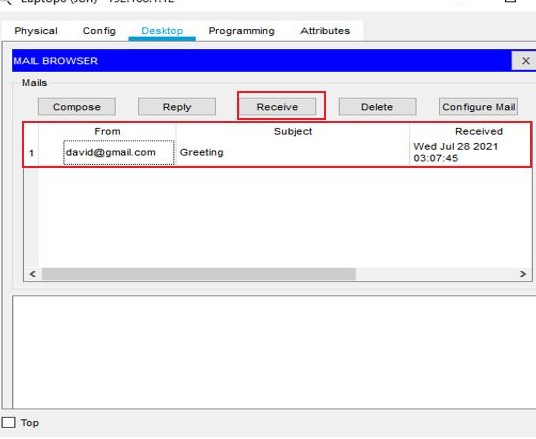 Physical Config Desktop Programming Attributes
MAIL BROWSER X
Mails
Compose Reply Receive Delete Configure Mail
From Subject Received
1 david@gmail.com Greeting Wed Jul 28 2021
03:07:45
Top